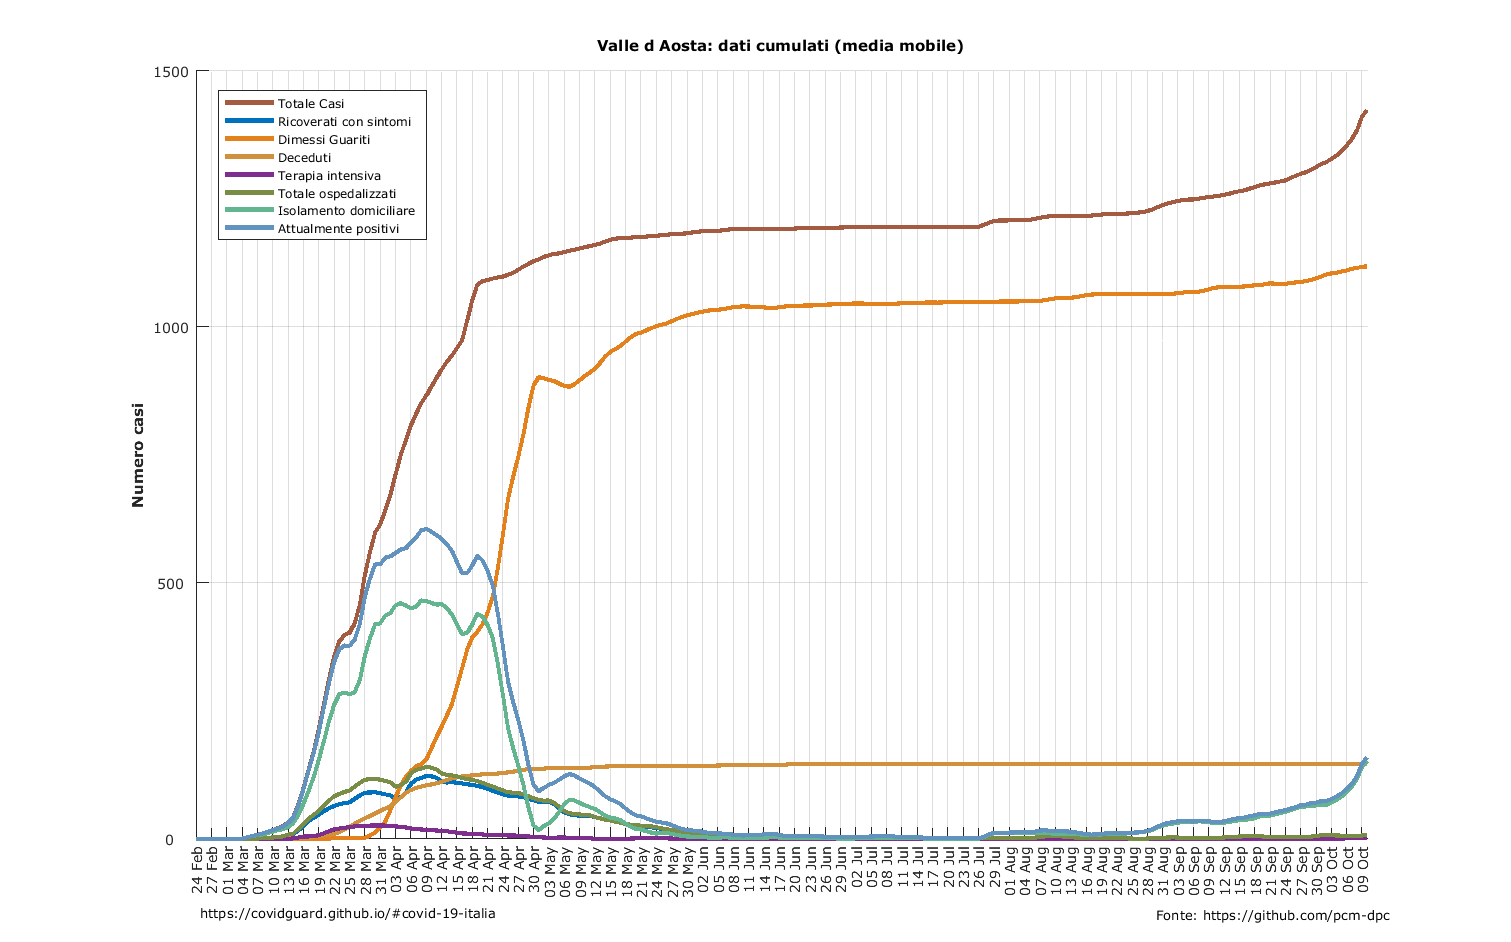 Valle d Aosta: dati cumulati (media mobile)
1500
1000
500
0
Numero casi
Totale Casi
Ricoverati con sintomi
Dimessi Guariti
Deceduti
Terapia intensiva
Totale ospedalizzati
Isolamento domiciliare
Attualmente positivi
24 Feb
27 Feb
01 Mar
04 Mar
07 Mar
10 Mar
13 Mar
16 Mar
19 Mar
22 Mar
25 Mar
28 Mar
31 Mar
03 Apr
06 Apr
09 Apr
12 Apr
15 Apr
18 Apr
21 Apr
24 Apr
27 Apr
30 Apr
03 May
06 May
09 May
12 May
15 May
18 May
21 May
24 May
27 May
30 May
02 Jun
05 Jun
08 Jun
11 Jun
14 Jun
17 Jun
20 Jun
23 Jun
26 Jun
29 Jun
02 Jul
05 Jul
08 Jul
11 Jul
14 Jul
17 Jul
20 Jul
23 Jul
26 Jul
29 Jul
01 Aug
04 Aug
07 Aug
10 Aug
13 Aug
16 Aug
19 Aug
22 Aug
25 Aug
28 Aug
31 Aug
03 Sep
06 Sep
09 Sep
12 Sep
15 Sep
18 Sep
21 Sep
24 Sep
27 Sep
30 Sep
03 Oct
06 Oct
09 Oct
https://covidguard.github.io/#covid-19-italia
Fonte: https://github.com/pcm-dpc